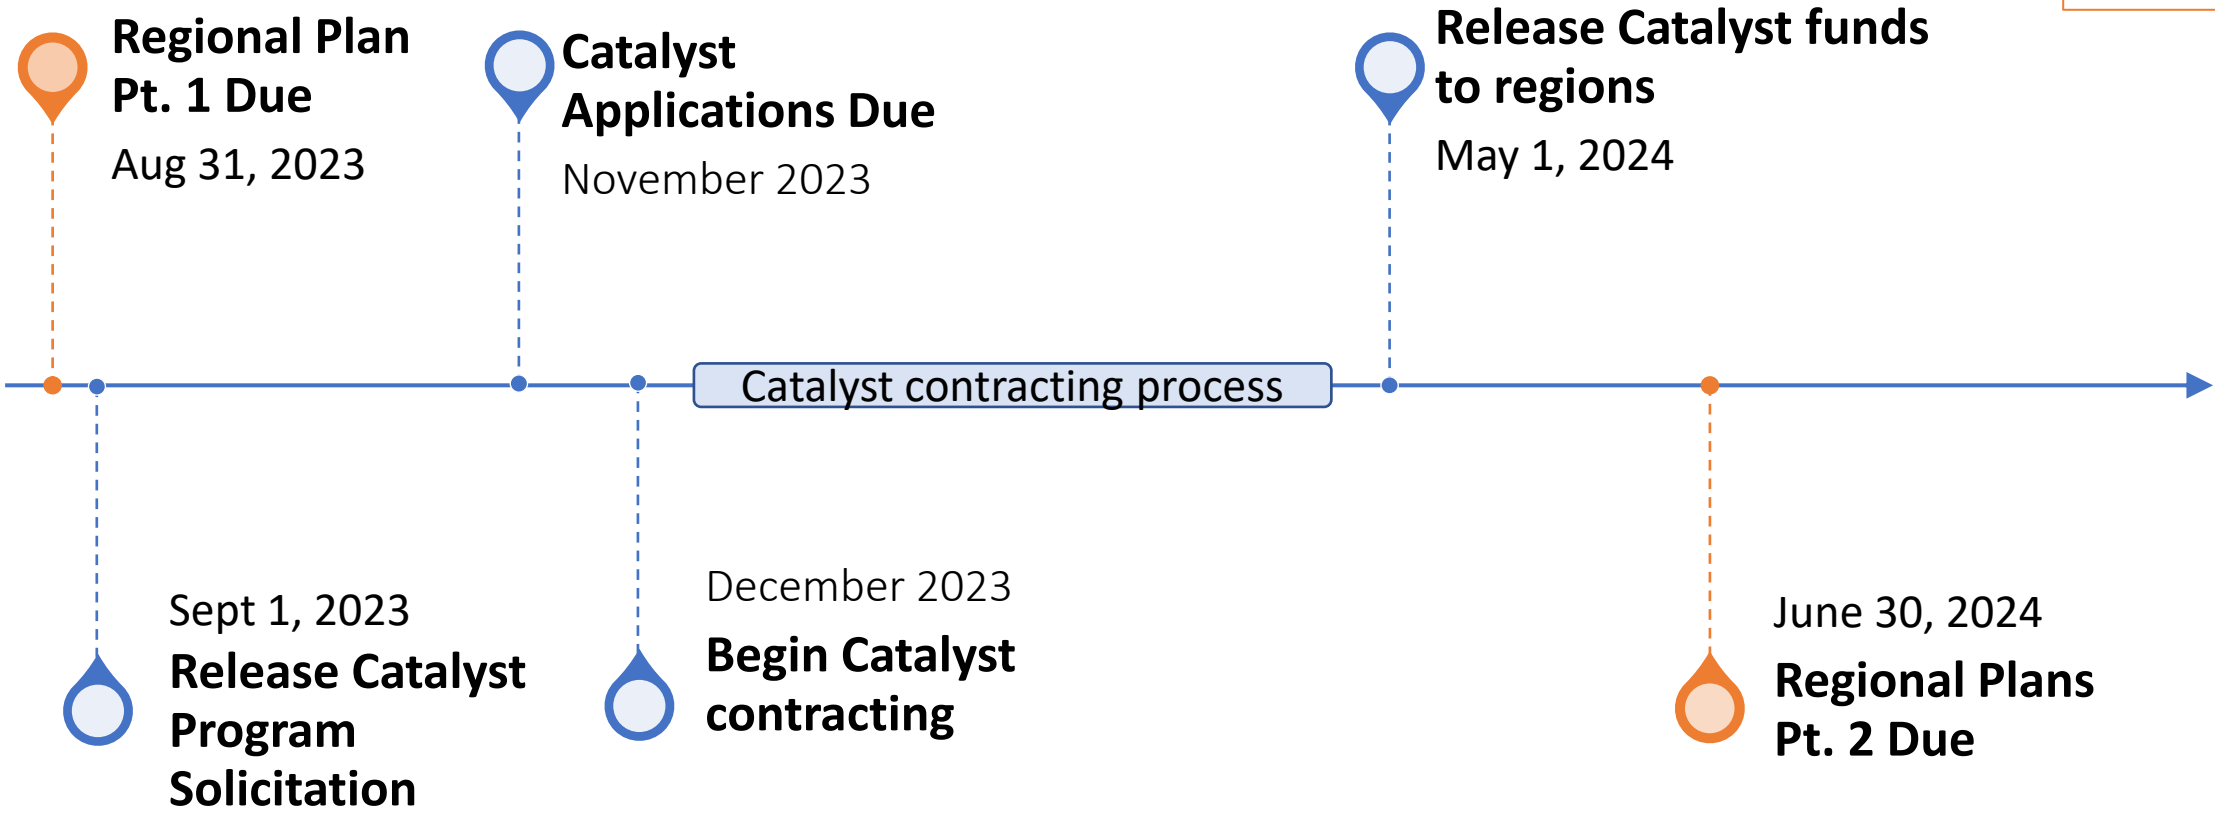 Regional Plan
Pt. 1 Due
Aug 31, 2023
Catalyst
Applications Due
November 2023
Release Catalyst funds
to regions
May 1, 2024
Catalyst contracting process
Sept 1, 2023
Release Catalyst
Program
Solicitation
December 2023
Begin Catalyst
contracting
June 30, 2024
Regional Plans
Pt. 2 Due